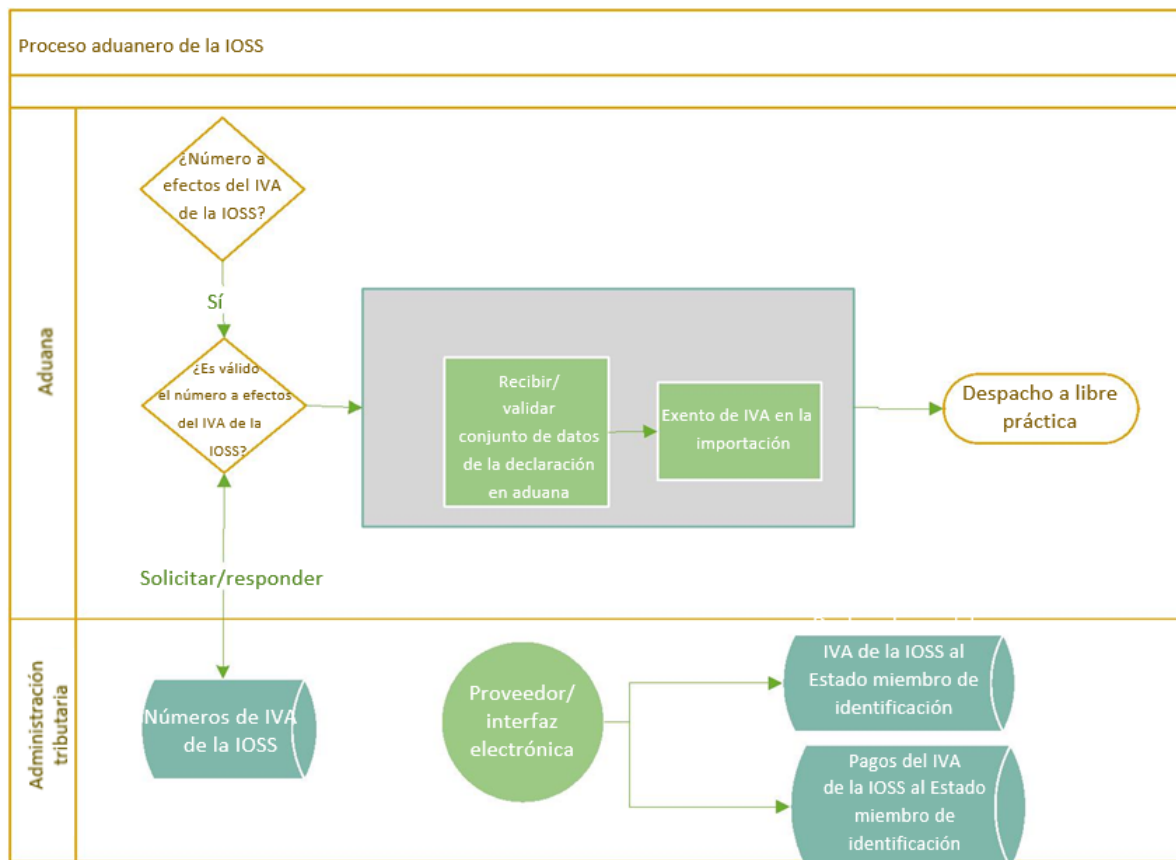 Proceso aduanero de la IOSS
Aduana
¿Número a
efectos del IVA
de la IOSS?
Sí
¿Es válido
el número a efectos
del IVA de la
IOSS?
Recibir/
validar
conjunto de datos
de la declaración
en aduana
Exento de IVA en la
importación
Despacho a libre
práctica
Solicitar/responder
Administración
tributaria
Números de IVA
de la IOSS
Proveedor/
interfaz
electrónica
IVA de la IOSS al
Estado miembro de
identificación
Pagos del IVA
de la IOSS al Estado
miembro de
identificación